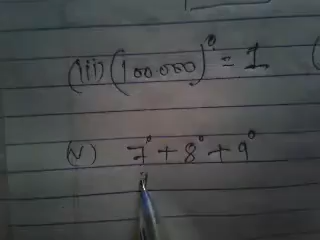 (iii) (100.000)⁰ = 1
(v) 7⁰ + 8⁰ + 9⁰